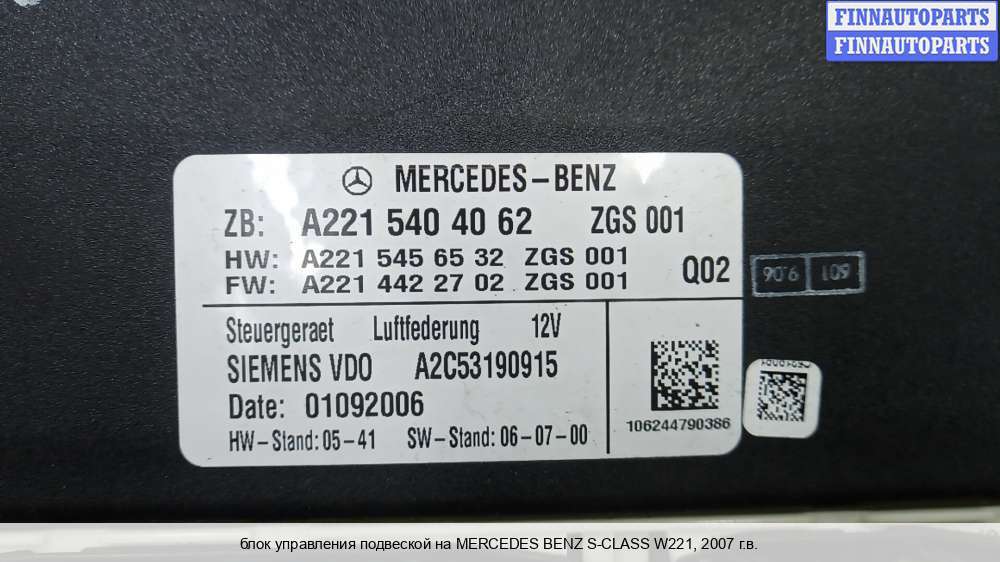 FINNAUTOPARTS
FINNAUTOPARTS
MERCEDES-BENZ
ZB: A221 540 40 62 ZGS 001
HW: A221 545 65 32 ZGS 001
FW: A221 442 27 02 ZGS 001
Q02
Steuergeraet Luftfederung 12V
SIEMENS VDO A2C53190915
Date: 01092006
HW-Stand: 05-41 SW-Stand: 06-07-00
106244790386
блок управления подвеской на MERCEDES BENZ S-CLASS W221, 2007 г.в.